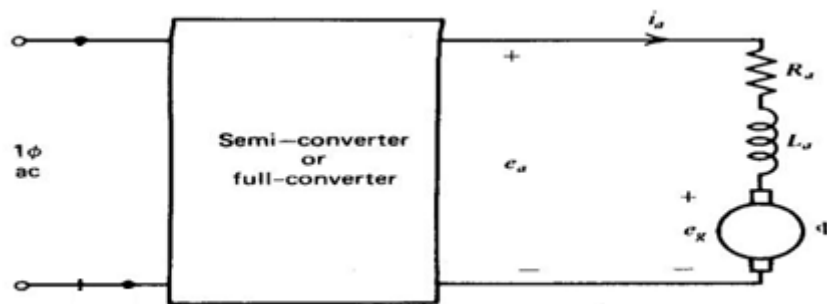 i_a
+
R_a
Semi-converter
or
full-converter
1ϕ
ac
e_a
L_a
+
e_g
−
−